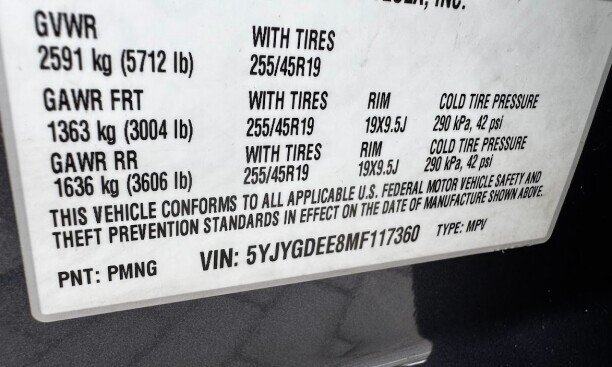 INC.
GVWR WITH TIRES
2591 kg (5712 lb) 255/45R19
GAWR FRT WITH TIRES RIM COLD TIRE PRESSURE
1363 kg (3004 lb) 255/45R19 19X9.5J 290 kPa, 42 psi
GAWR RR WITH TIRES RIM COLD TIRE PRESSURE
1636 kg (3606 lb) 255/45R19 19X9.5J 290 kPa, 42 psi
THIS VEHICLE CONFORMS TO ALL APPLICABLE U.S. FEDERAL MOTOR VEHICLE SAFETY AND
THEFT PREVENTION STANDARDS IN EFFECT ON THE DATE OF MANUFACTURE SHOWN ABOVE.
PNT: PMNG VIN: 5YJYGDEE8MF117360 TYPE: MPV